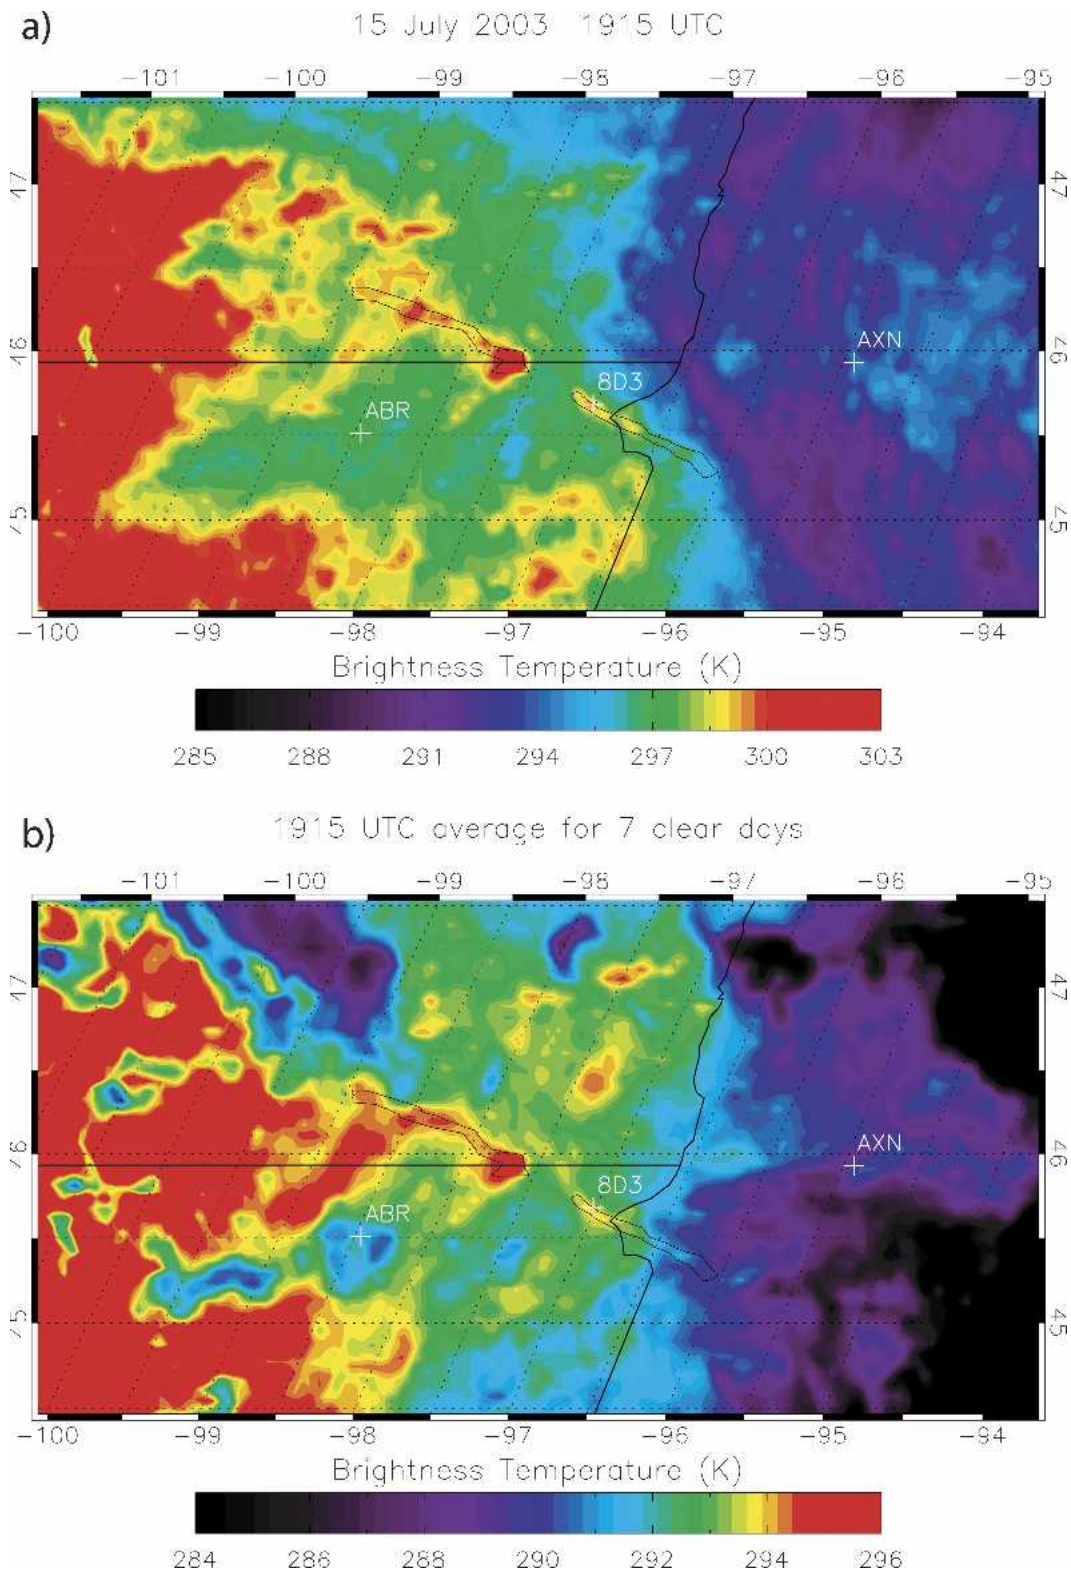 a)
15 July 2003 1915 UTC
-101 -100 -99 -98 -97 -96 -95
47 47
46 46
45 45
AXN
8D3
ABR
-100 -99 -98 -97 -96 -95 -94
Brightness Temperature (K)
285 288 291 294 297 300 303
b)
1915 UTC average for 7 clear days
-101 -100 -99 -98 -97 -96 -95
47 47
46 46
45 45
AXN
8D3
ABR
-100 -99 -98 -97 -96 -95 -94
Brightness Temperature (K)
284 286 288 290 292 294 296